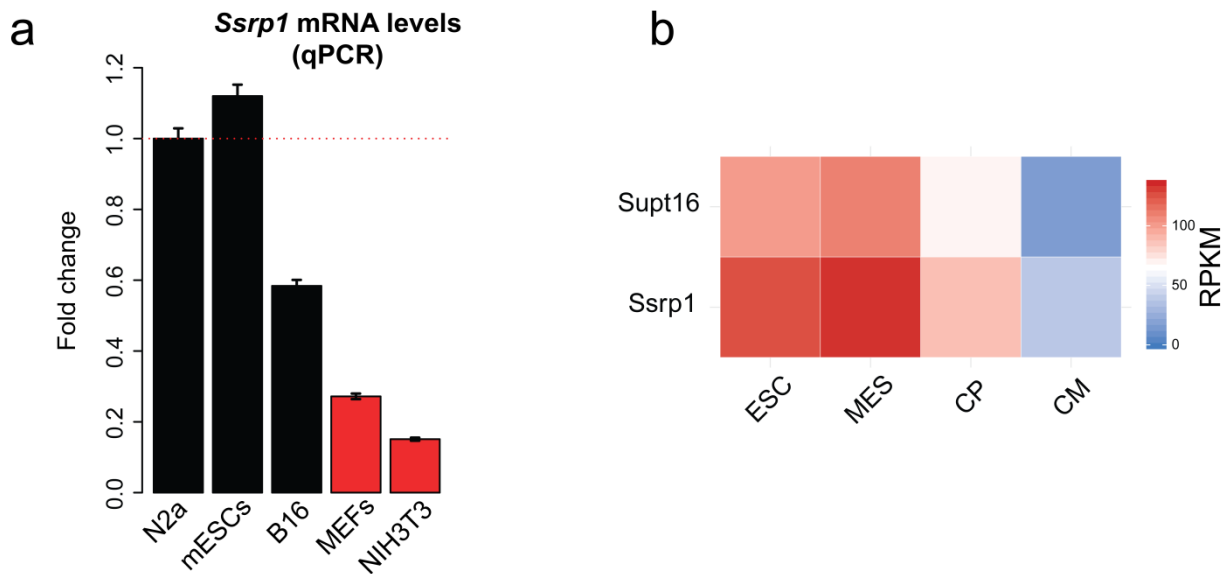 a
Ssrp1 mRNA levels
(qPCR)
Fold change
1.2
1.0
0.8
0.6
0.4
0.2
0.0
N2a
mESCs
B16
MEFs
NIH3T3
b
Supt16
Ssrp1
ESC
MES
CP
CM
100
50
0
RPKM